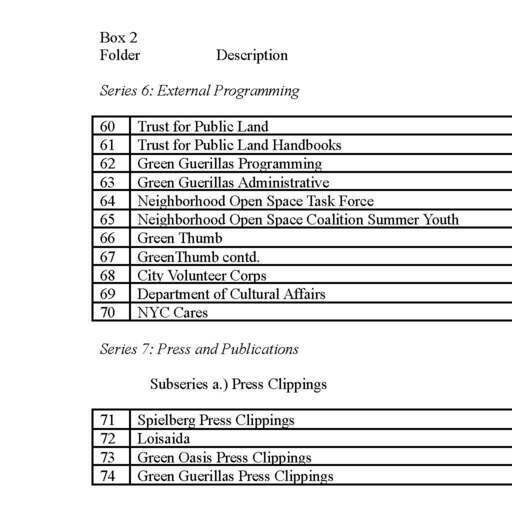 Box 2
Folder Description
Series 6: External Programming
60 Trust for Public Land
61 Trust for Public Land Handbooks
62 Green Guerillas Programming
63 Green Guerillas Administrative
64 Neighborhood Open Space Task Force
65 Neighborhood Open Space Coalition Summer Youth
66 Green Thumb
67 GreenThumb contd.
68 City Volunteer Corps
69 Department of Cultural Affairs
70 NYC Cares
Series 7: Press and Publications
Subseries a.) Press Clippings
71 Spielberg Press Clippings
72 Loisaida
73 Green Oasis Press Clippings
74 Green Guerillas Press Clippings